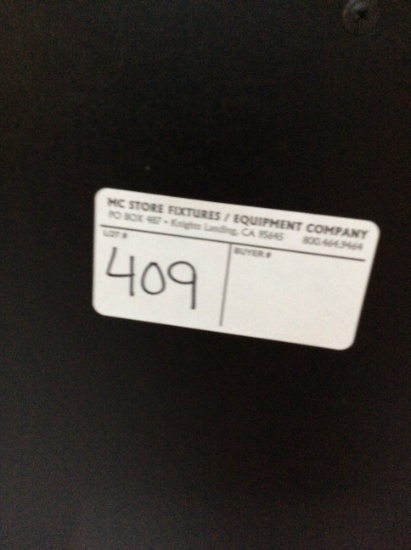 MC STORE FIXTURES / EQUIPMENT COMPANY
PO BOX 487 • Knights Landing, CA 95645 800.464.9464
LOT # BUYER #
409